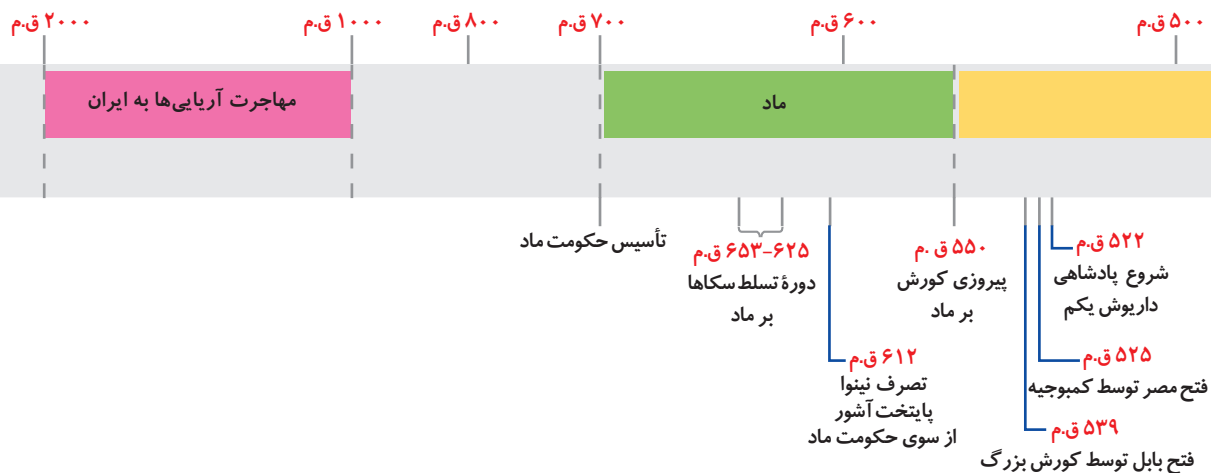 ۲۰۰۰ ق.م
۱۰۰۰ ق.م
۸۰۰ ق.م
۷۰۰ ق.م
۶۰۰ ق.م
۵۰۰ ق.م
مهاجرت آریایی‌ها به ایران
ماد
تأسیس حکومت ماد
۶۵۳-۶۲۵ ق.م
دورهٔ تسلط سکاها
بر ماد
۶۱۲ ق.م
تصرف نینوا
پایتخت آشور
از سوی حکومت ماد
۵۵۰ ق.م
پیروزی کورش
بر ماد
۵۲۲ ق.م
شروع پادشاهی
داریوش یکم
۵۲۵ ق.م
فتح مصر توسط کمبوجیه
۵۳۹ ق.م
فتح بابل توسط کورش بزرگ